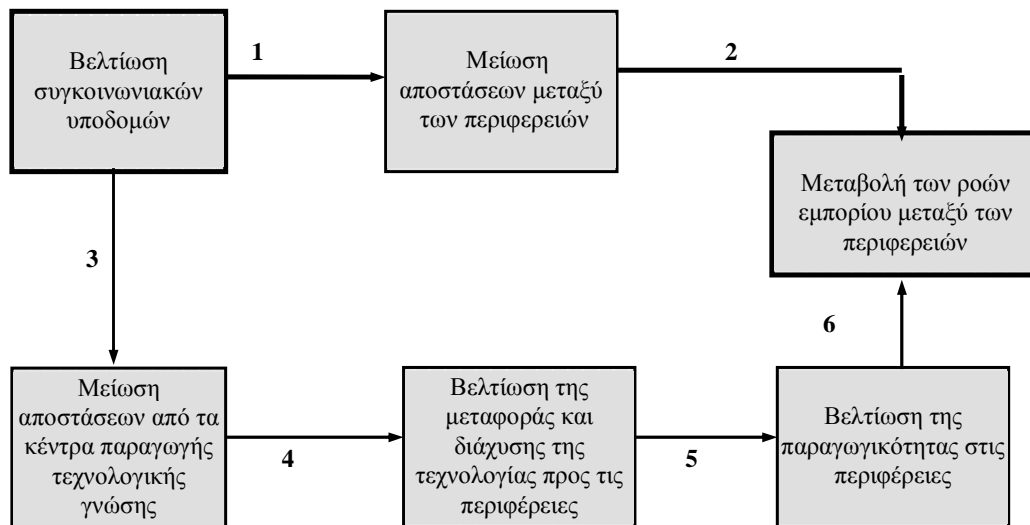 Βελτίωση
συγκοινωνιακών
υποδομών
1
Μείωση
αποστάσεων μεταξύ
των περιφερειών
2
Μεταβολή των ροών
εμπορίου μεταξύ των
περιφερειών
3
Μείωση
αποστάσεων από τα
κέντρα παραγωγής
τεχνολογικής
γνώσης
4
Βελτίωση της
μεταφοράς και
διάχυσης της
τεχνολογίας προς τις
περιφέρειες
5
Βελτίωση της
παραγωγικότητας στις
περιφέρειες
6